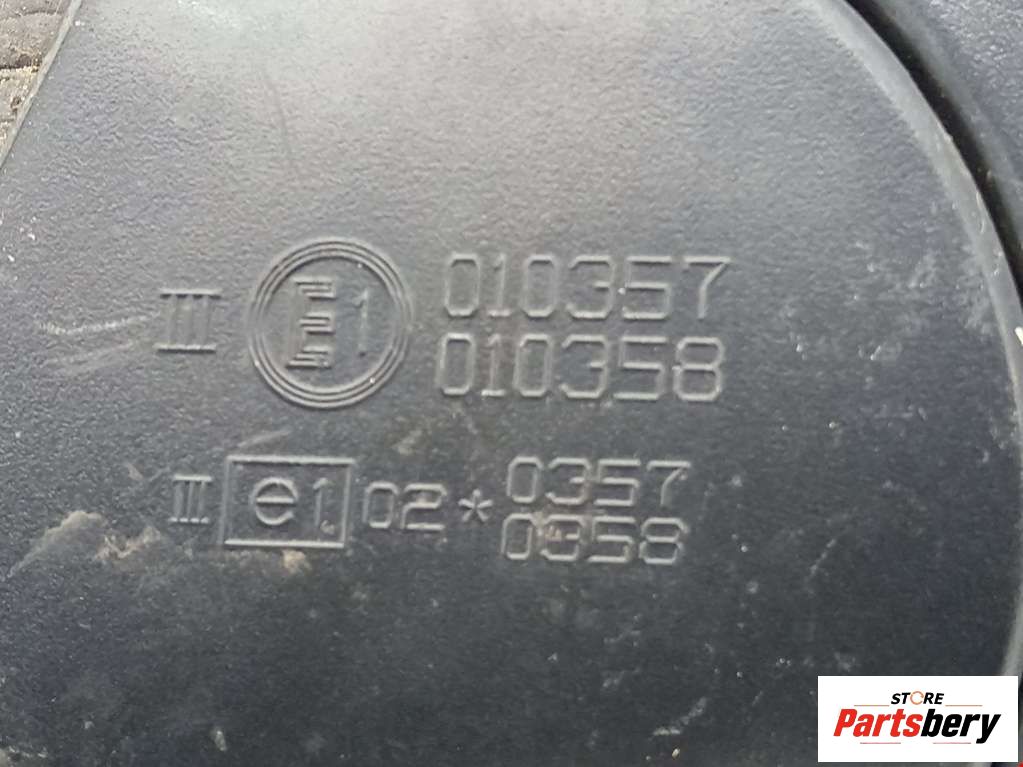 III E1 010357
010358
III e1 02* 0357
0358
STORE
Partsbery